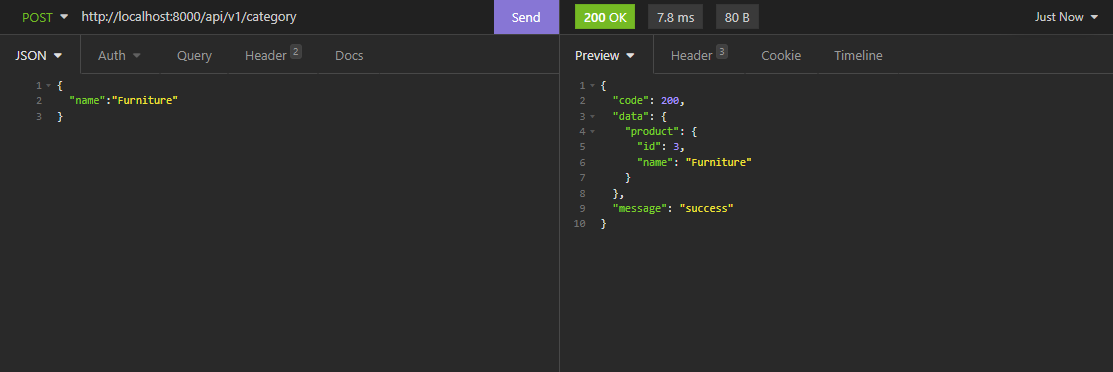 POST http://localhost:8000/api/v1/category Send
200 OK 7.8 ms 80 B Just Now
JSON Auth Query Header 2 Docs
Preview Header 3 Cookie Timeline
1 {
2 "name":"Furniture"
3 }
1 {
2 "code": 200,
3 "data": {
4 "product": {
5 "id": 3,
6 "name": "Furniture"
7 }
8 },
9 "message": "success"
10 }